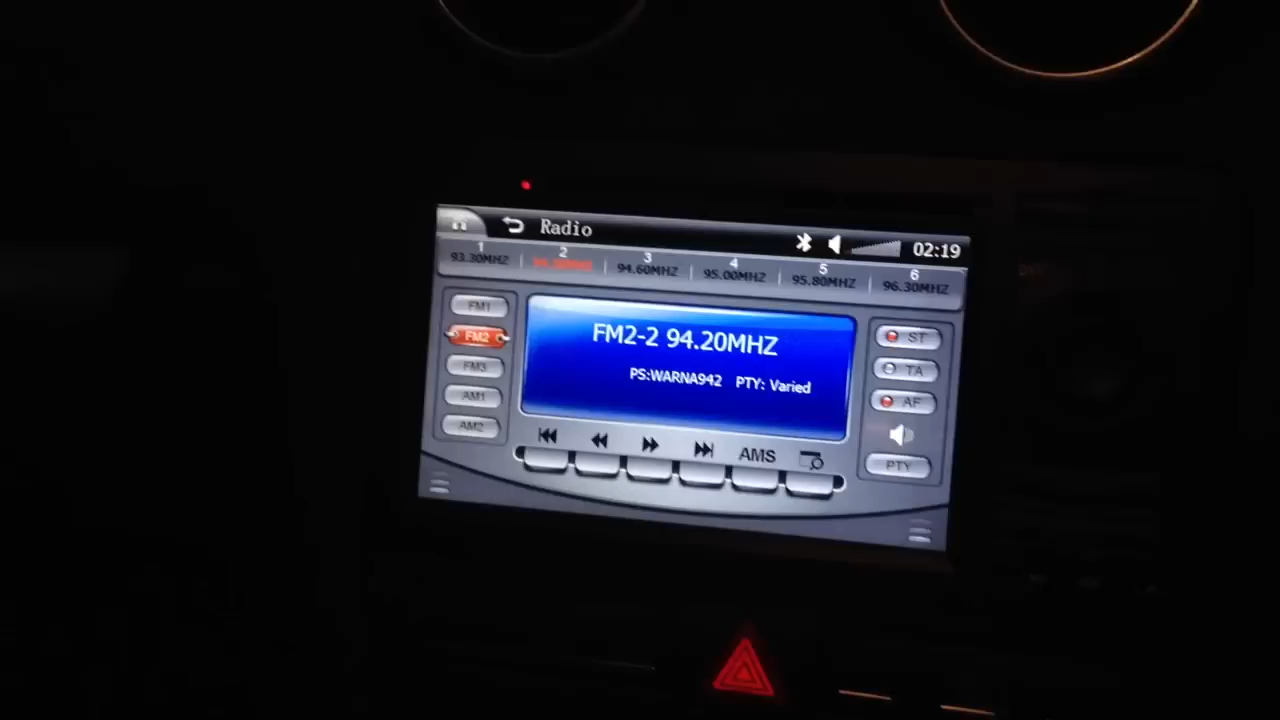 Radio
02:19
1 2 3 4 5 6
93.30MHZ 94.60MHZ 95.00MHZ 95.80MHZ 96.30MHZ
FM1
FM2
FM3
AM1
AM2
FM2-2 94.20MHZ
PS:WARNA942 PTY: Varied
AMS
ST
TA
AF
PTY